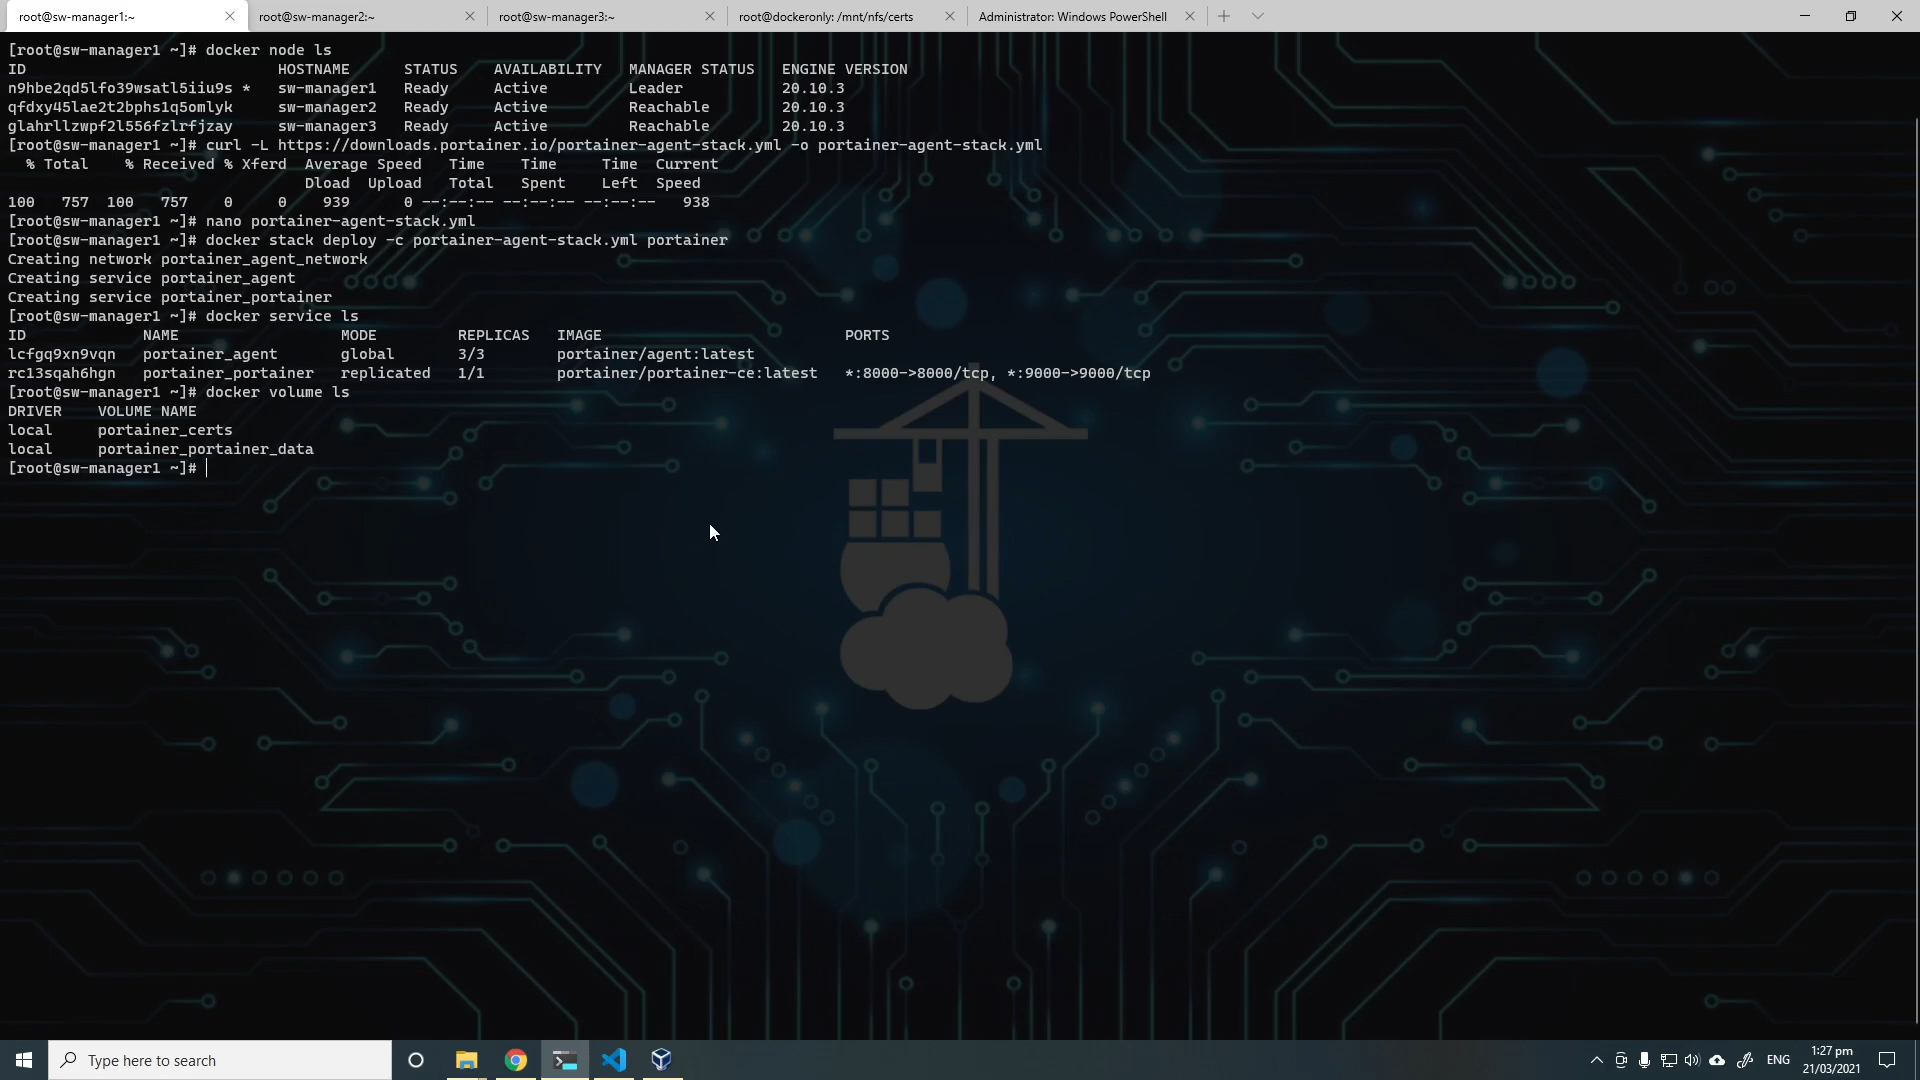 root@sw-manager1:~ root@sw-manager2:~ root@sw-manager3:~ root@dockeronly: /mnt/nfs/certs Administrator: Windows PowerShell
[root@sw-manager1 ~]# docker node ls
ID HOSTNAME STATUS AVAILABILITY MANAGER STATUS ENGINE VERSION
n9hbe2qd5lfo39wsatl5iiu9s * sw-manager1 Ready Active Leader 20.10.3
qfdxy45lae2t2bphs1q5omlyk sw-manager2 Ready Active Reachable 20.10.3
glahrllzwpf2l556fzlrfjzay sw-manager3 Ready Active Reachable 20.10.3
[root@sw-manager1 ~]# curl -L https://downloads.portainer.io/portainer-agent-stack.yml -o portainer-agent-stack.yml
% Total % Received % Xferd Average Speed Time Time Time Current
Dload Upload Total Spent Left Speed
100 757 100 757 0 0 939 0 --:--:-- --:--:-- --:--:-- 938
[root@sw-manager1 ~]# nano portainer-agent-stack.yml
[root@sw-manager1 ~]# docker stack deploy -c portainer-agent-stack.yml portainer
Creating network portainer_agent_network
Creating service portainer_agent
Creating service portainer_portainer
[root@sw-manager1 ~]# docker service ls
ID NAME MODE REPLICAS IMAGE PORTS
lcfgq9xn9vqn portainer_agent global 3/3 portainer/agent:latest
rc13sqah6hgn portainer_portainer replicated 1/1 portainer/portainer-ce:latest *:8000->8000/tcp, *:9000->9000/tcp
[root@sw-manager1 ~]# docker volume ls
DRIVER VOLUME NAME
local portainer_certs
local portainer_portainer_data
[root@sw-manager1 ~]#
Type here to search
ENG
1:27 pm
21/03/2021